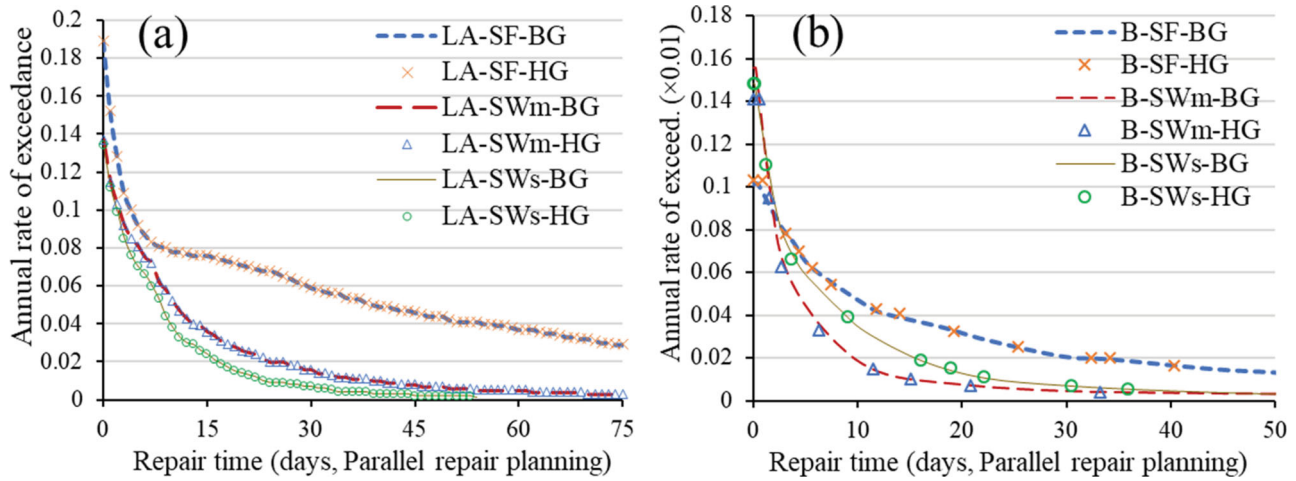 (a)
LA-SF-BG
LA-SF-HG
LA-SWm-BG
LA-SWm-HG
LA-SWs-BG
LA-SWs-HG
Annual rate of exceedance
0.2
0.18
0.16
0.14
0.12
0.1
0.08
0.06
0.04
0.02
0
0 15 30 45 60 75
Repair time (days, Parallel repair planning)
(b)
B-SF-BG
B-SF-HG
B-SWm-BG
B-SWm-HG
B-SWs-BG
B-SWs-HG
Annual rate of exceed. (×0.01)
0.18
0.16
0.14
0.12
0.1
0.08
0.06
0.04
0.02
0
0 10 20 30 40 50
Repair time (days, Parallel repair planning)